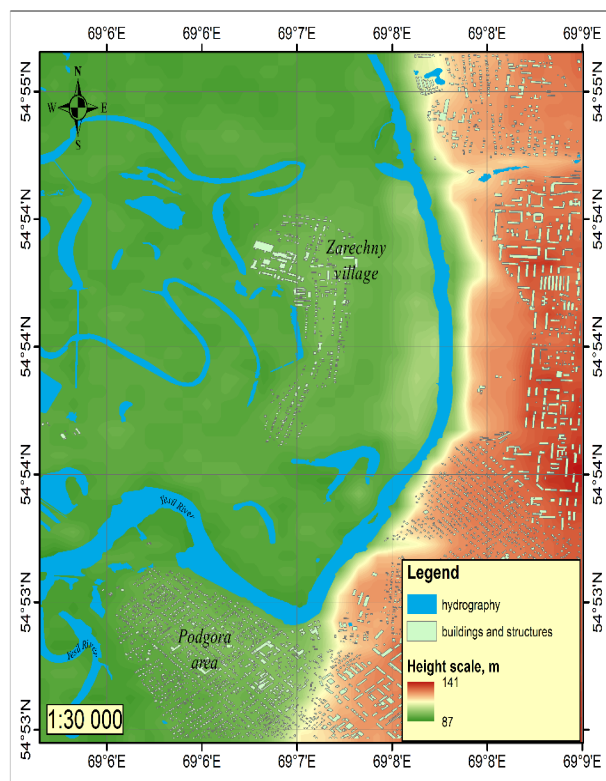 69°6'E 69°6'E 69°7'E 69°8'E 69°8'E 69°9'E
54°55'N 54°55'N
N
W E
S
54°54'N 54°54'N
Zarechny
village
54°54'N 54°54'N
54°54'N 54°54'N
Yesil River
54°53'N 54°53'N
Legend
hydrography
buildings and structures
Podgora
area
Yesil River
Height scale, m
141
87
1:30 000
54°53'N 54°53'N
69°6'E 69°6'E 69°7'E 69°8'E 69°8'E 69°9'E